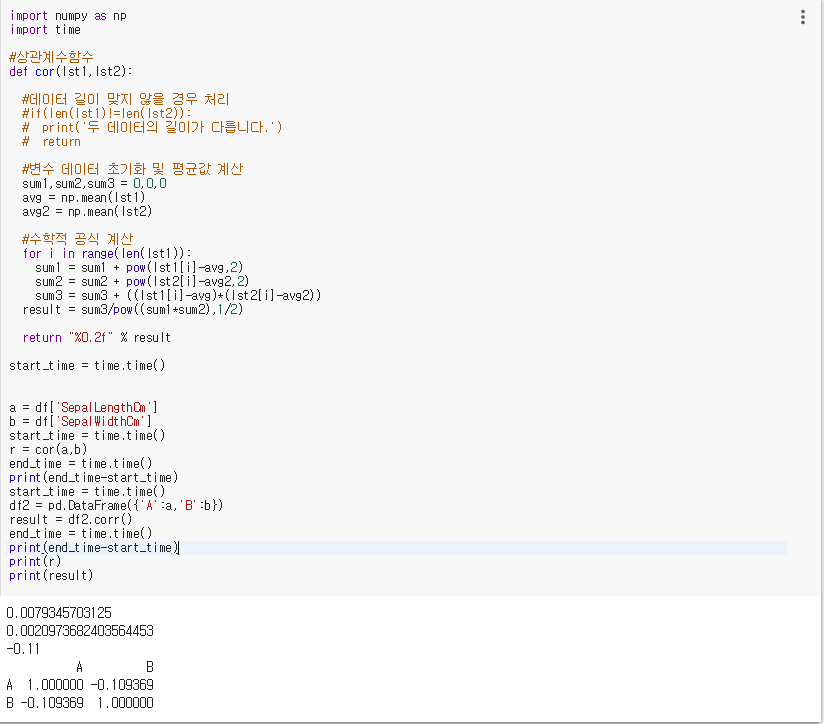 import numpy as np
import time
#상관계수함수
def cor(lst1,lst2):
#데이터 길이 맞지 않을 경우 처리
#if(len(lst1)!=len(lst2)):
#  print('두 데이터의 길이가 다릅니다.')
#  return
#변수 데이터 초기화 및 평균값 계산
sum1,sum2,sum3 = 0,0,0
avg = np.mean(lst1)
avg2 = np.mean(lst2)
#수학적 공식 계산
for i in range(len(lst1)):
sum1 = sum1 + pow(lst1[i]-avg,2)
sum2 = sum2 + pow(lst2[i]-avg2,2)
sum3 = sum3 + ((lst1[i]-avg)*(lst2[i]-avg2))
result = sum3/pow((sum1*sum2),1/2)
return "%0.2f" % result
start_time = time.time()
a = df['SepalLengthCm']
b = df['SepalWidthCm']
start_time = time.time()
r = cor(a,b)
end_time = time.time()
print(end_time-start_time)
start_time = time.time()
df2 = pd.DataFrame({'A':a,'B':b})
result = df2.corr()
end_time = time.time()
print(end_time-start_time)
print(r)
print(result)
0.0079345703125
0.0020973682403564453
-0.11
A B
A 1.000000 -0.109369
B -0.109369 1.000000